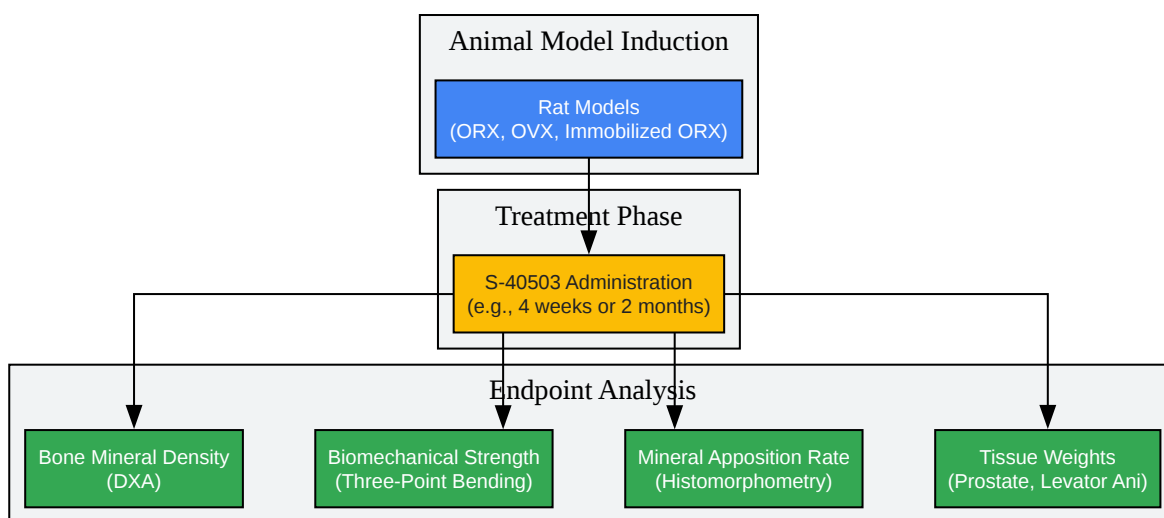 Animal Model Induction
Rat Models
(ORX, OVX, Immobilized ORX)
Treatment Phase
S-40503 Administration
(e.g., 4 weeks or 2 months)
Endpoint Analysis
Bone Mineral Density
(DXA)
Biomechanical Strength
(Three-Point Bending)
Mineral Apposition Rate
(Histomorphometry)
Tissue Weights
(Prostate, Levator Ani)